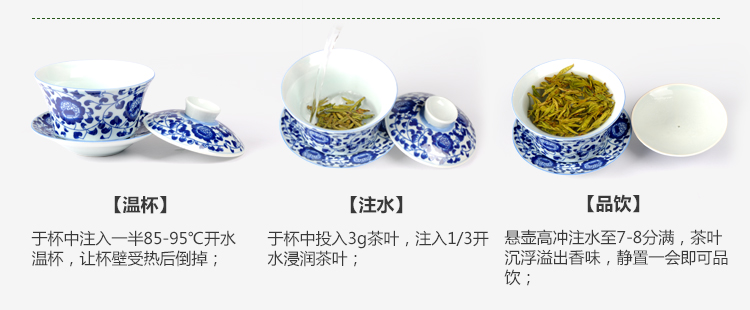 【温杯】
于杯中注入一半85-95℃开水
温杯，让杯壁受热后倒掉；
【注水】
于杯中投入3g茶叶，注入1/3开
水浸润茶叶；
【品饮】
悬壶高冲注水至7-8分满，茶叶
沉浮溢出香味，静置一会即可品
饮；